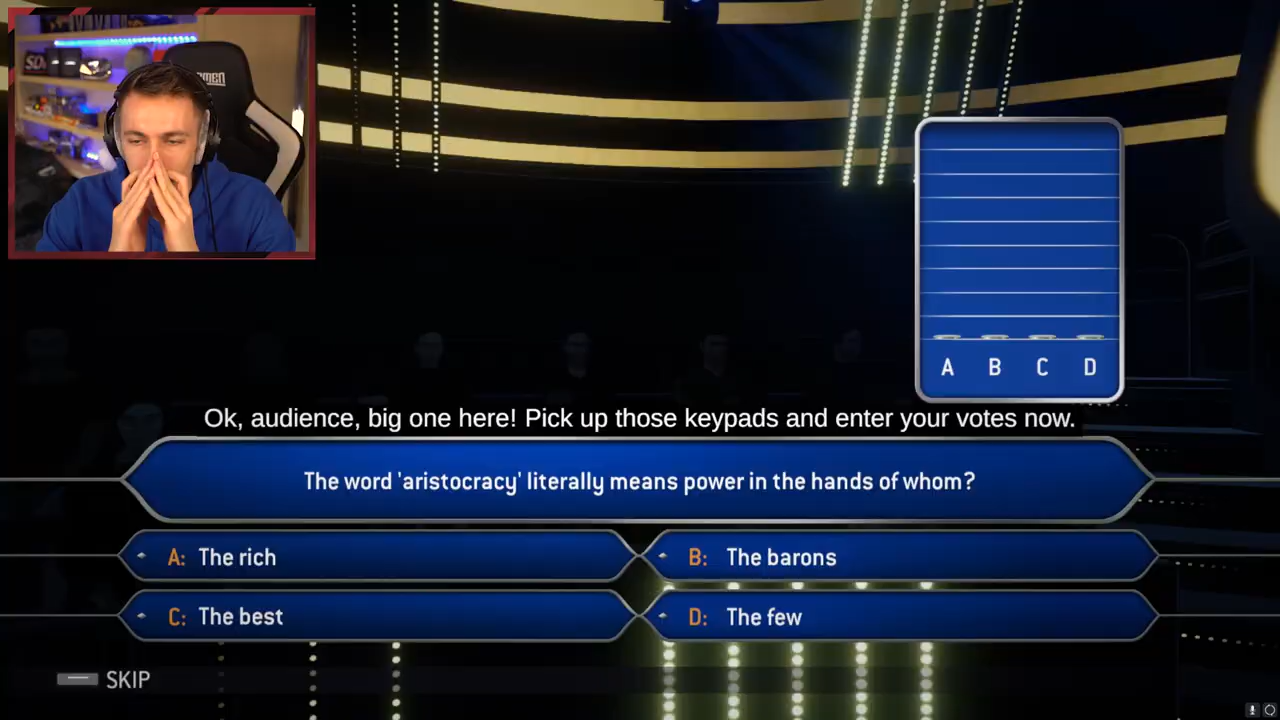 OMEN
A B C D
Ok, audience, big one here! Pick up those keypads and enter your votes now.
The word 'aristocracy' literally means power in the hands of whom?
A: The rich
B: The barons
C: The best
D: The few
SKIP